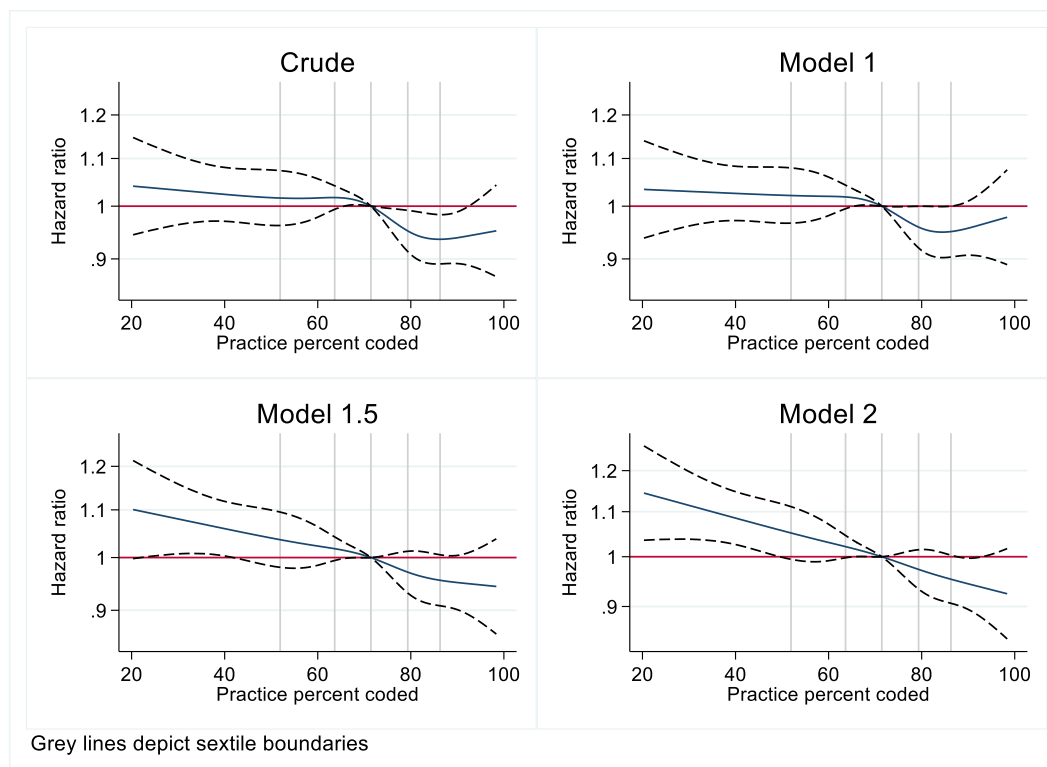 Crude
Hazard ratio
1.2
1.1
1
.9
20 40 60 80 100
Practice percent coded
Model 1
Hazard ratio
1.2
1.1
1
.9
20 40 60 80 100
Practice percent coded
Model 1.5
Hazard ratio
1.2
1.1
1
.9
20 40 60 80 100
Practice percent coded
Model 2
Hazard ratio
1.2
1.1
1
.9
20 40 60 80 100
Practice percent coded
Grey lines depict sextile boundaries